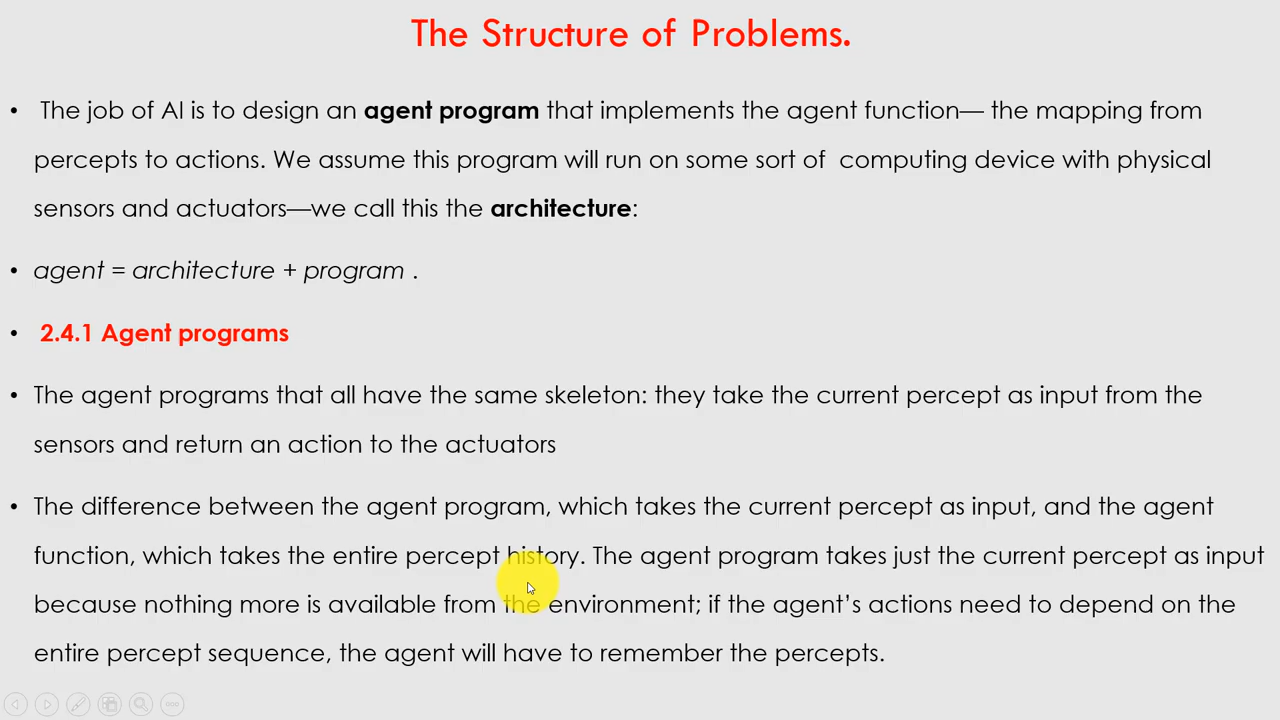 The Structure of Problems.
• The job of AI is to design an agent program that implements the agent function— the mapping from
percepts to actions. We assume this program will run on some sort of computing device with physical
sensors and actuators—we call this the architecture:
• agent = architecture + program .
• 2.4.1 Agent programs
• The agent programs that all have the same skeleton: they take the current percept as input from the
sensors and return an action to the actuators
• The difference between the agent program, which takes the current percept as input, and the agent
function, which takes the entire percept history. The agent program takes just the current percept as input
because nothing more is available from the environment; if the agent’s actions need to depend on the
entire percept sequence, the agent will have to remember the percepts.